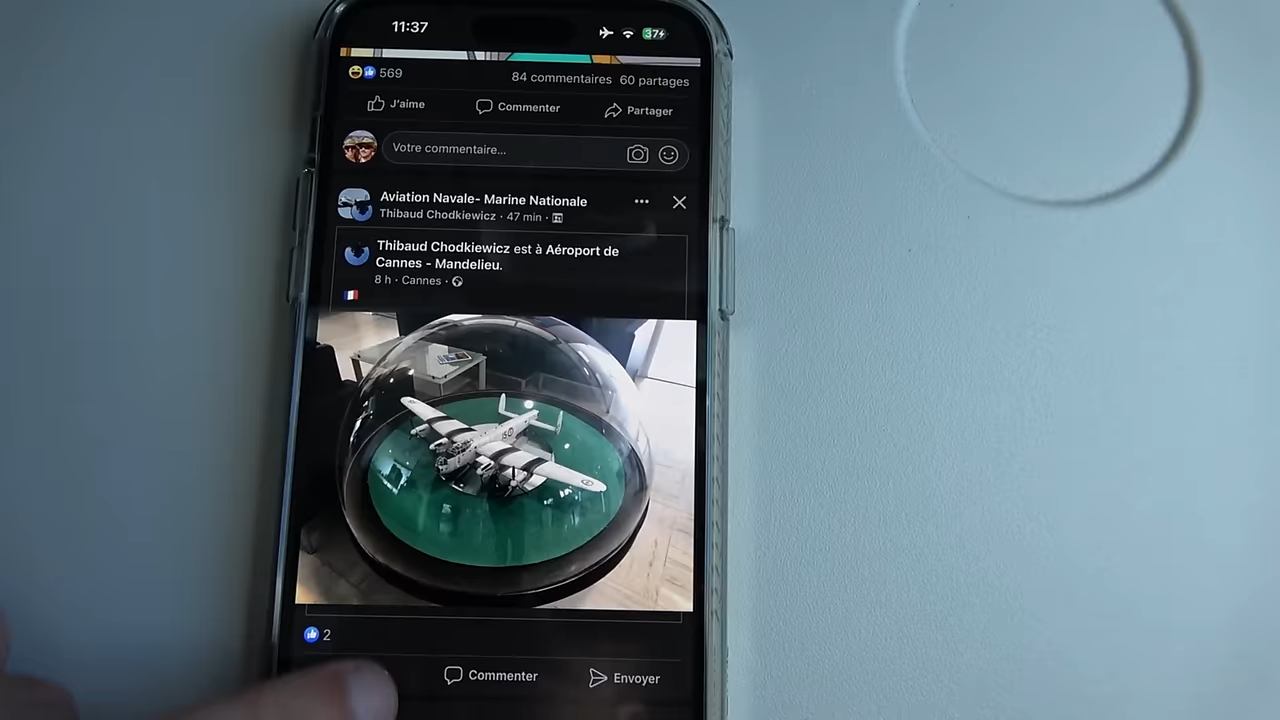 11:37
37
569
84 commentaires 60 partages
J'aime
Commenter
Partager
Votre commentaire...
Aviation Navale- Marine Nationale
Thibaud Chodkiewicz · 47 min ·
Thibaud Chodkiewicz est à Aéroport de
Cannes - Mandelieu.
8 h · Cannes ·
2
Commenter
Envoyer